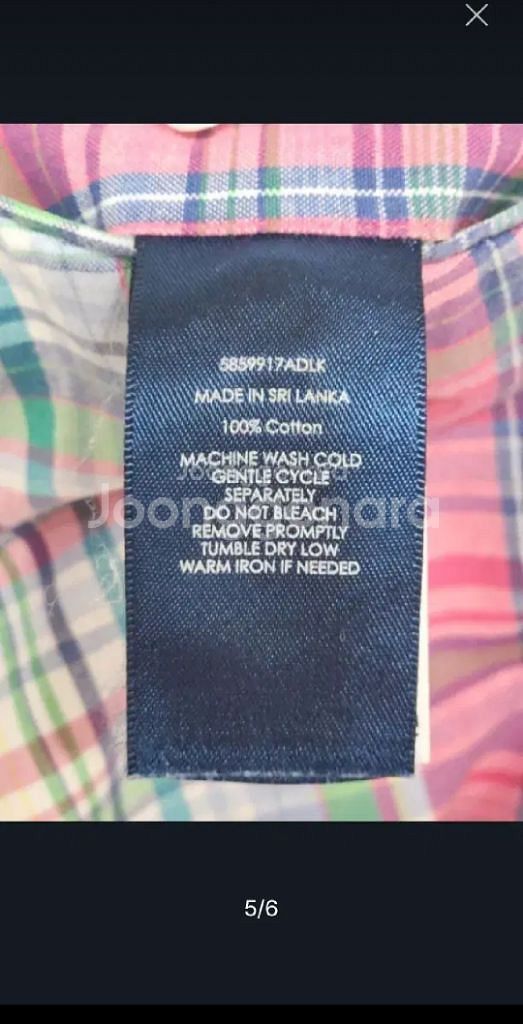 5859917ADLK
MADE IN SRI LANKA
100% Cotton
MACHINE WASH COLD
GENTLE CYCLE
SEPARATELY
DO NOT BLEACH
REMOVE PROMPTLY
TUMBLE DRY LOW
WARM IRON IF NEEDED
5/6